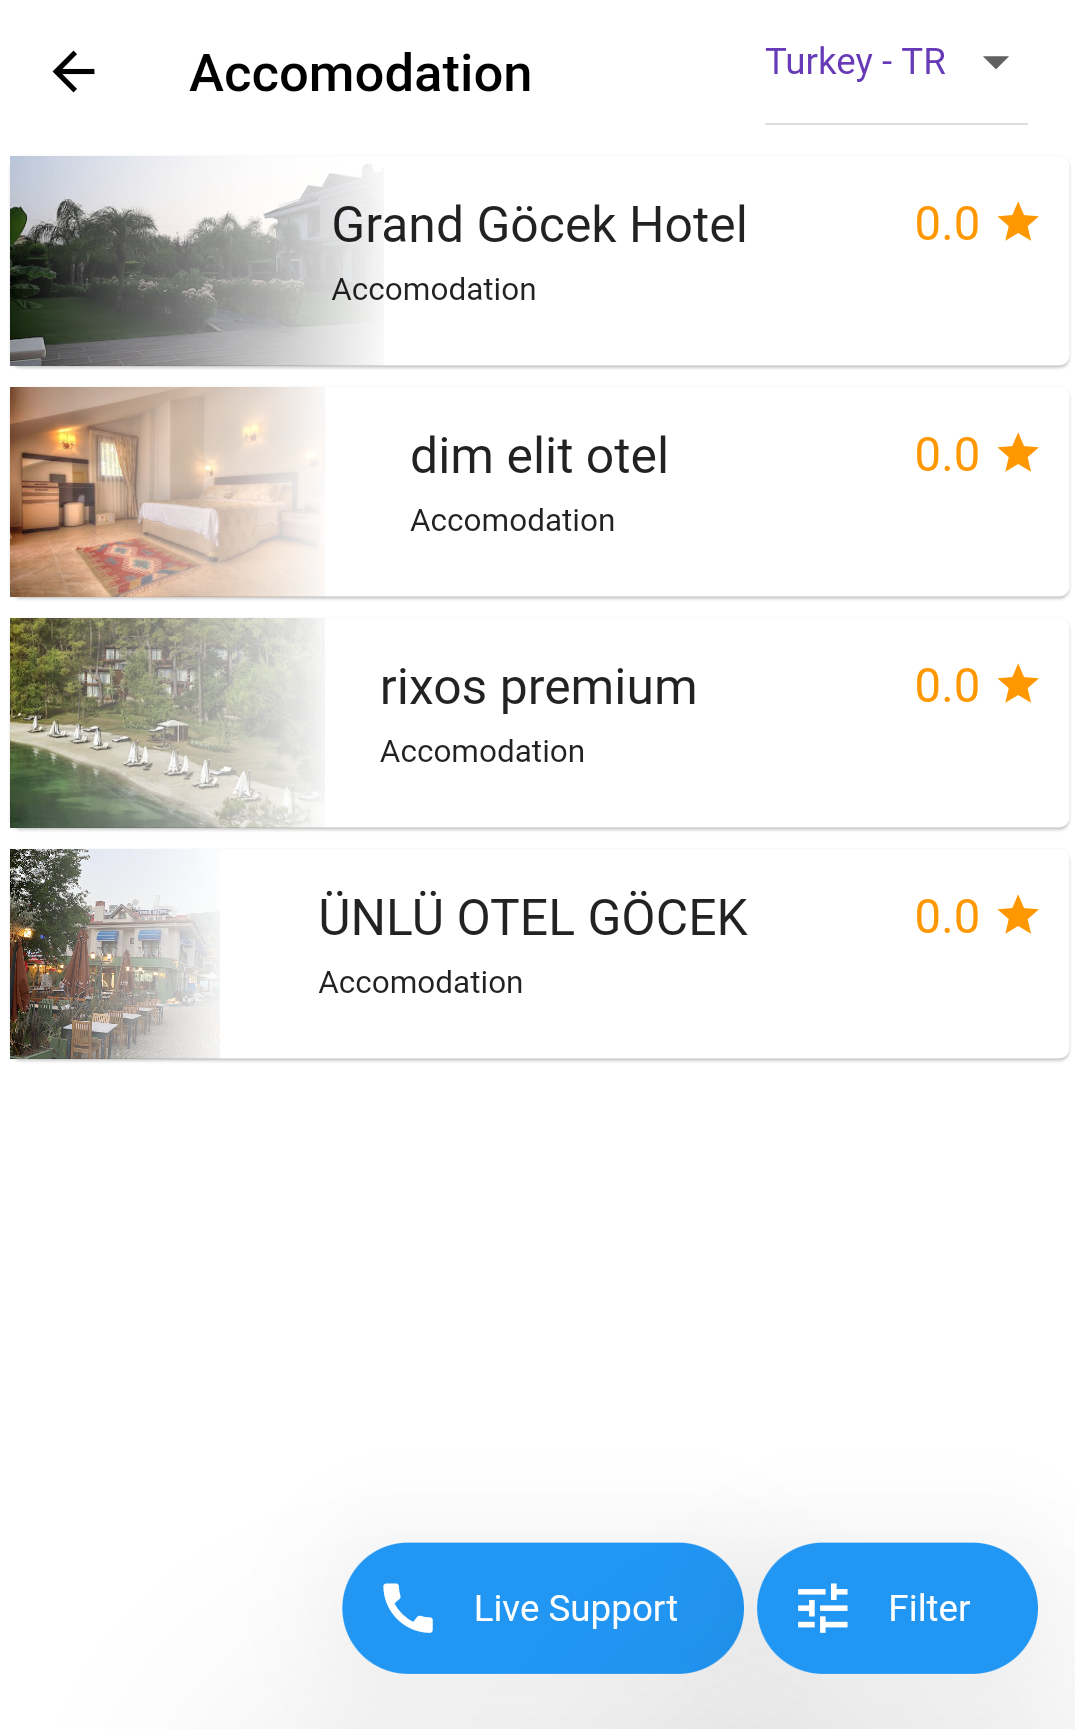 Accomodation
Turkey - TR
Grand Göcek Hotel
0.0
Accomodation
dim elit otel
0.0
Accomodation
rixos premium
0.0
Accomodation
ÜNLÜ OTEL GÖCEK
0.0
Accomodation
Live Support
Filter